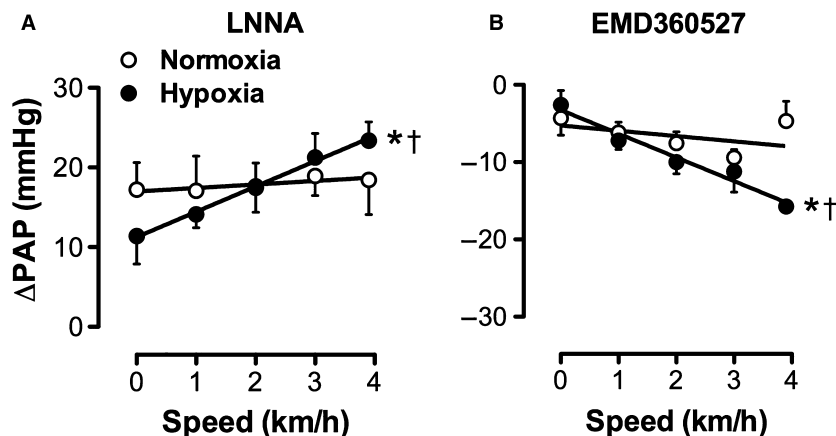 A LNNA
Normoxia
Hypoxia
ΔPAP (mmHg)
30
20
10
0
*†
0 1 2 3 4
Speed (km/h)
B EMD360527
0
–10
–20
–30
*†
0 1 2 3 4
Speed (km/h)